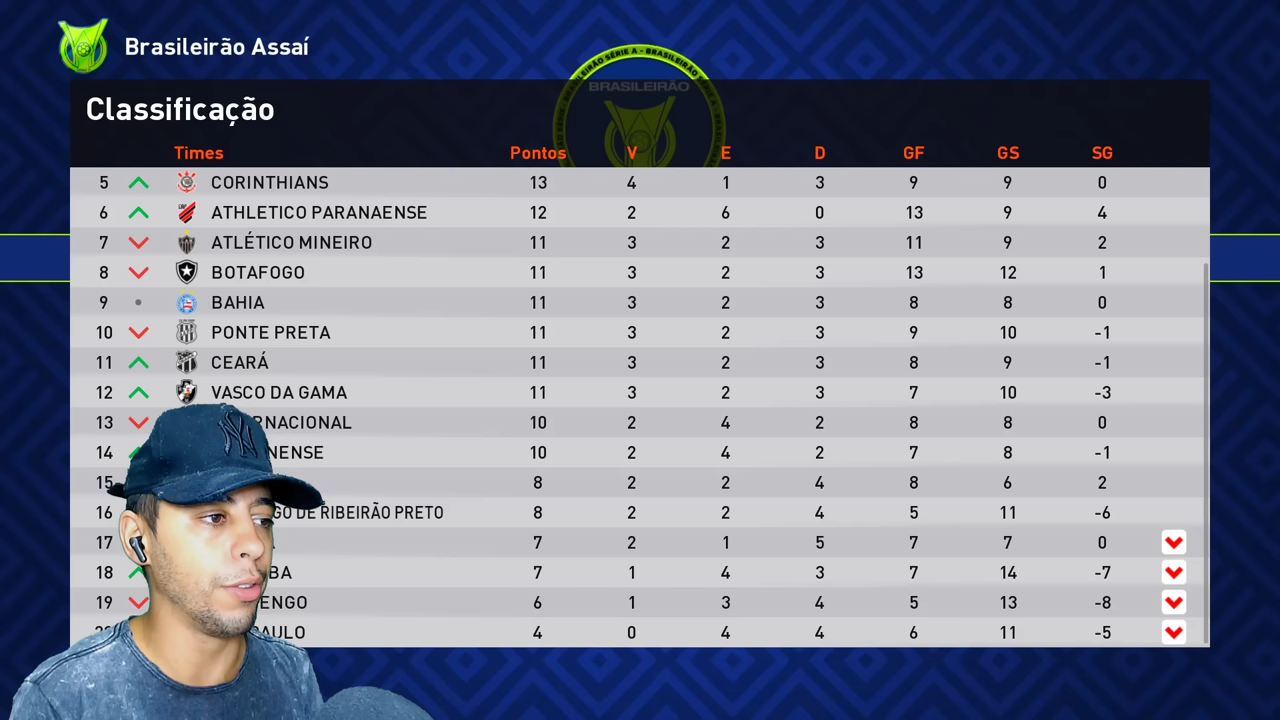 Brasileirão Assaí
BRASILEIRÃO SÉRIE A - BRASILEIRÃO
BRASILEIRÃO
Classificação
Times Pontos V E D GF GS SG
5 CORINTHIANS 13 4 1 3 9 9 0
6 ATHLETICO PARANAENSE 12 2 6 0 13 9 4
7 ATLÉTICO MINEIRO 11 3 2 3 11 9 2
8 BOTAFOGO 11 3 2 3 13 12 1
9 BAHIA 11 3 2 3 8 8 0
10 PONTE PRETA 11 3 2 3 9 10 -1
11 CEARÁ 11 3 2 3 8 9 -1
12 VASCO DA GAMA 11 3 2 3 7 10 -3
13 RNACIONAL 10 2 4 2 8 8 0
14 NENSE 10 2 4 2 7 8 -1
15 8 2 2 4 8 6 2
16 GO DE RIBEIRÃO PRETO 8 2 2 4 5 11 -6
17 7 2 1 5 7 7 0
18 BA 7 1 4 3 7 14 -7
19 ENGO 6 1 3 4 5 13 -8
PAULO 4 0 4 4 6 11 -5
NY